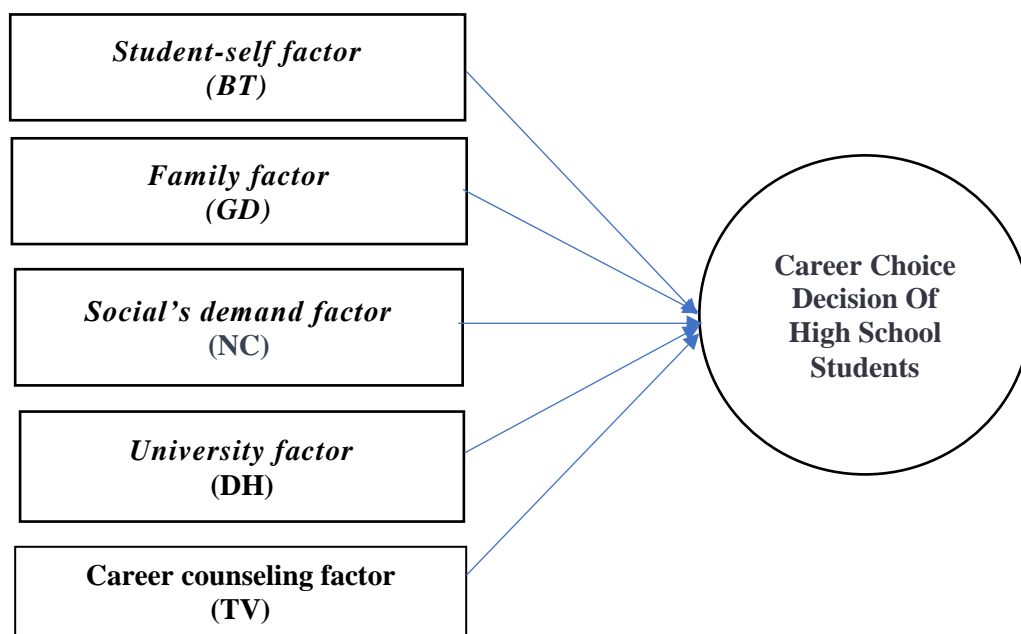 Student-self factor
(BT)
Family factor
(GD)
Social's demand factor
(NC)
University factor
(DH)
Career counseling factor
(TV)
Career Choice
Decision Of
High School
Students